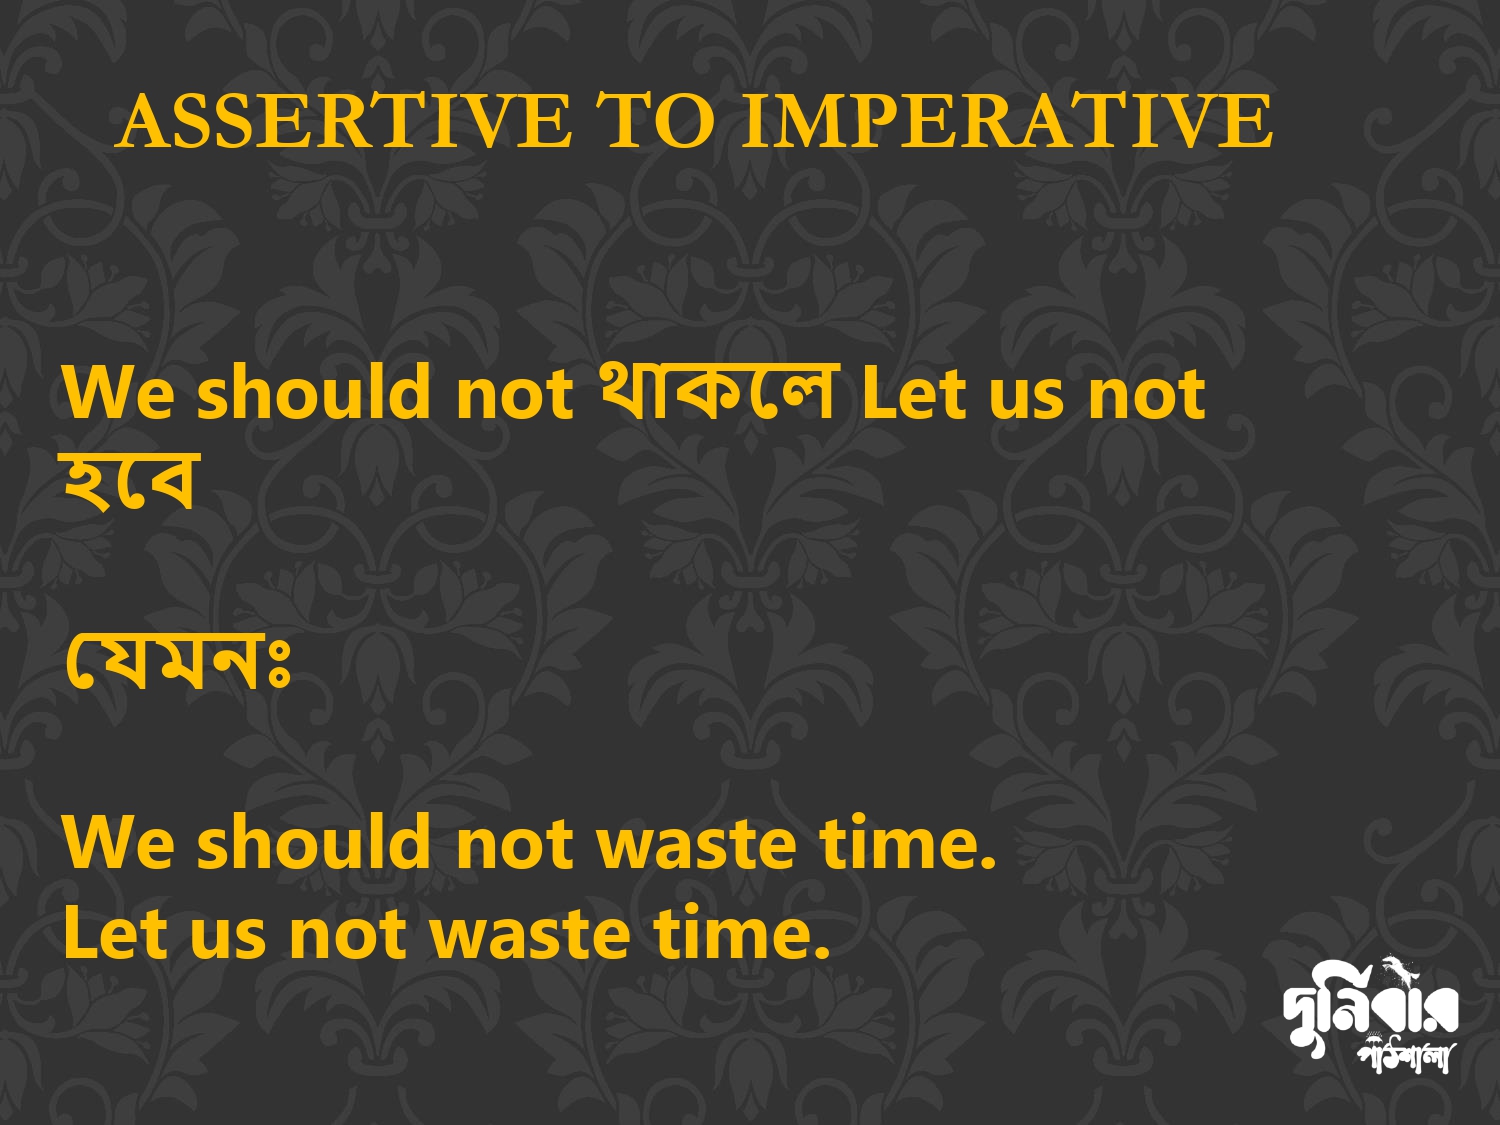 ASSERTIVE TO IMPERATIVE
We should not থাকলে Let us not
হবে
যেমনঃ
We should not waste time.
Let us not waste time.
দুর্নিবার
পাঠশালা